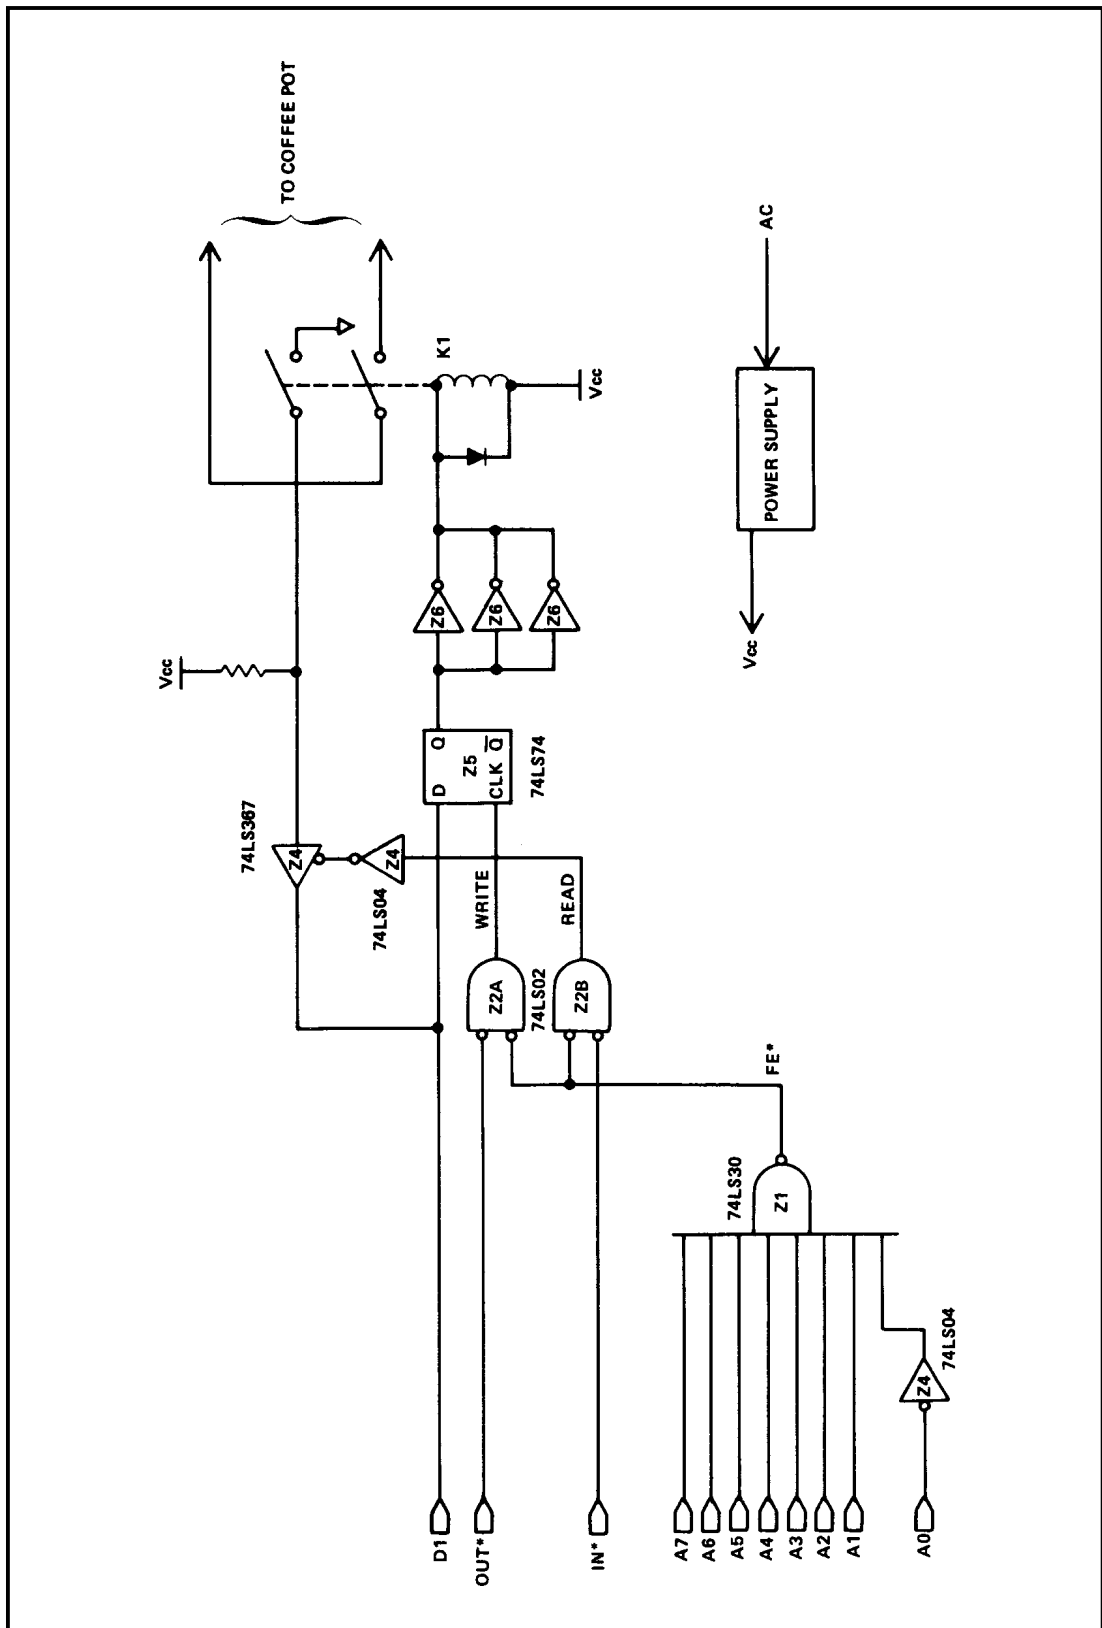 TO COFFEE POT
Vcc
74LS367
Z4
74LS04
Z4
K1
Vcc
Z6
Z6
Z6
D
Q
Z5
CLK
Q
74LS74
WRITE
READ
Z2A
74LS02
Z2B
FE*
74LS30
Z1
74LS04
Z4
D1
OUT*
IN*
A7
A6
A5
A4
A3
A2
A1
A0
AC
POWER SUPPLY
Vcc